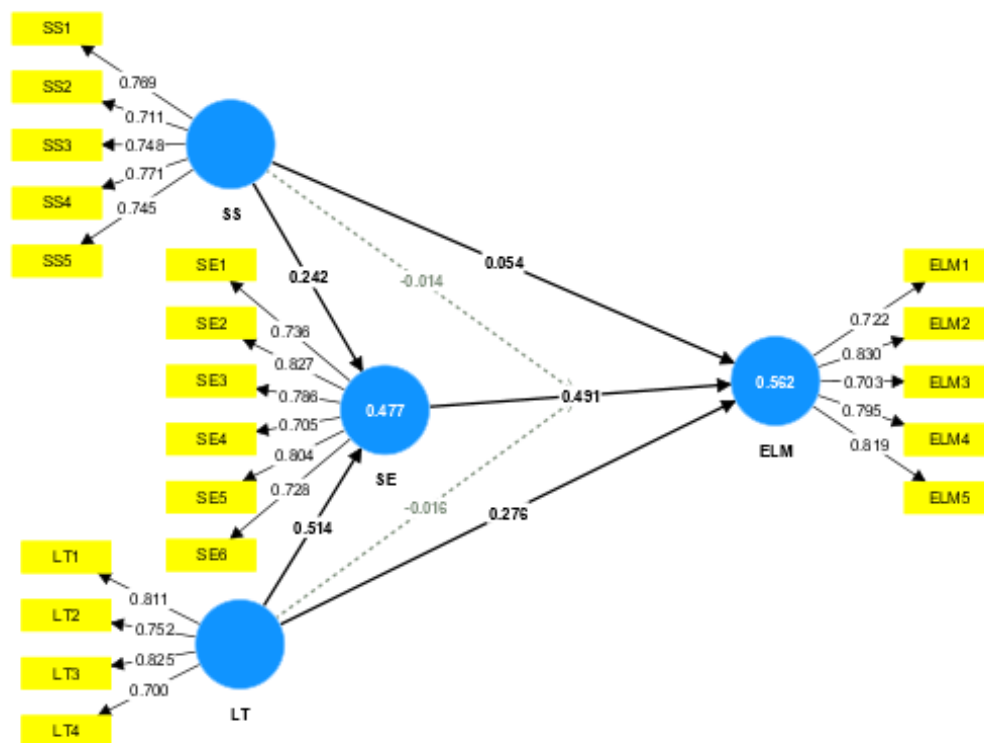 SS1
0.769
SS2
0.711
SS3
0.748
SS4
0.771
SS5
0.745
SS
0.242
0.054
-0.014
SE1
0.736
SE2
0.827
SE3
0.786
SE4
0.705
SE5
0.804
SE6
0.728
0.477
SE
0.491
0.514
-0.016
0.276
ELM1
0.722
ELM2
0.830
ELM3
0.703
ELM4
0.795
ELM5
0.819
0.562
ELM
LT1
0.811
LT2
0.752
LT3
0.825
LT4
0.700
LT